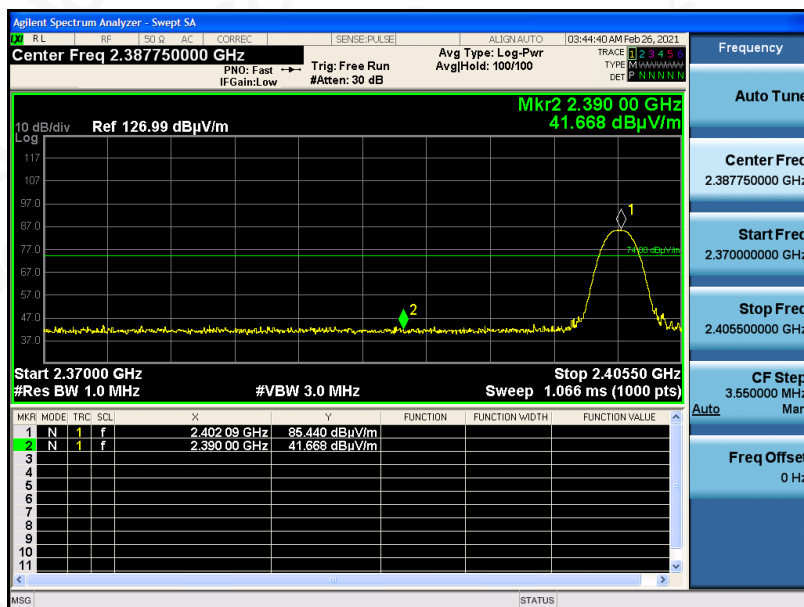 Agilent Spectrum Analyzer - Swept SA
LXI RL RF 50 Ω AC CORREC SENSE:PULSE ALIGN AUTO 03:44:40 AM Feb 26, 2021
Center Freq 2.387750000 GHz
PNO: Fast
IFGain:Low
Trig: Free Run
#Atten: 30 dB
Avg Type: Log-Pwr
Avg|Hold: 100/100
TRACE 1 2 3 4 5 6
TYPE M
DET P N N N N N
Mkr2 2.390 00 GHz
41.668 dBµV/m
10 dB/div Ref 126.99 dBµV/m
Log
117
107
97.0
87.0
77.0
67.0
57.0
47.0
37.0
1
74.00 dBµV/m
2
Start 2.37000 GHz Stop 2.40550 GHz
#Res BW 1.0 MHz #VBW 3.0 MHz Sweep 1.066 ms (1000 pts)
MKR MODE TRC SCL X Y FUNCTION FUNCTION WIDTH FUNCTION VALUE
1 N 1 f 2.402 09 GHz 85.440 dBµV/m
2 N 1 f 2.390 00 GHz 41.668 dBµV/m
3
4
5
6
7
8
9
10
11
MSG STATUS
Frequency
Auto Tune
Center Freq
2.387750000 GHz
Start Freq
2.370000000 GHz
Stop Freq
2.405500000 GHz
CF Step
3.550000 MHz
Auto Man
Freq Offset
0 Hz